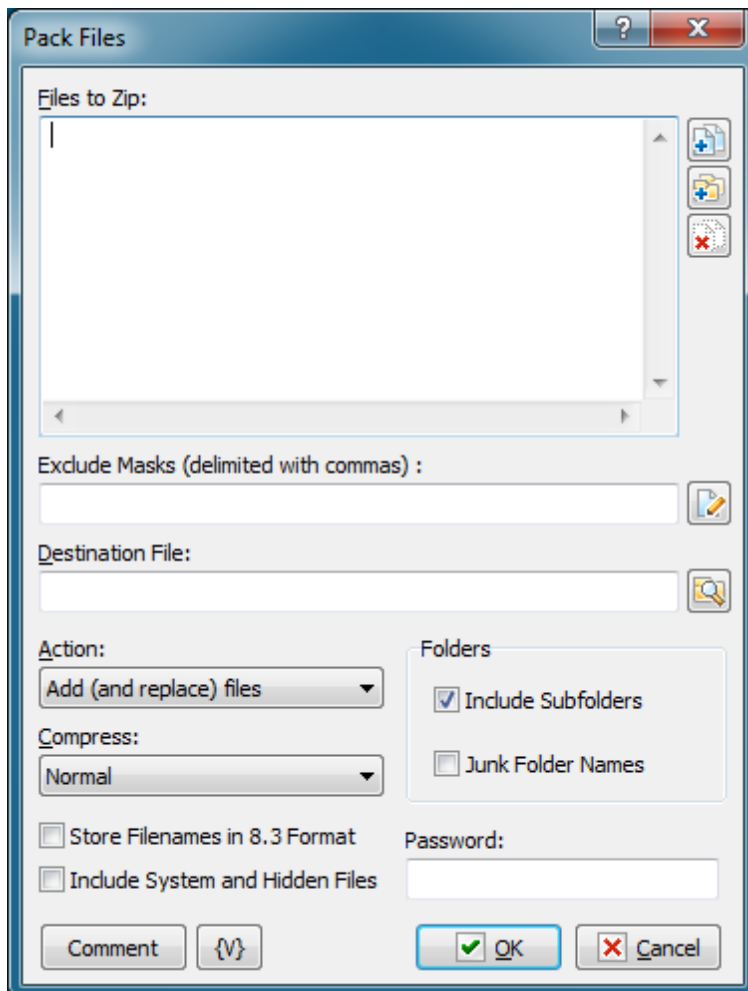 Pack Files
Files to Zip:
Exclude Masks (delimited with commas) :
Destination File:
Action:
Folders
Add (and replace) files
Include Subfolders
Compress:
Junk Folder Names
Normal
Store Filenames in 8.3 Format
Password:
Include System and Hidden Files
Comment {V} OK Cancel